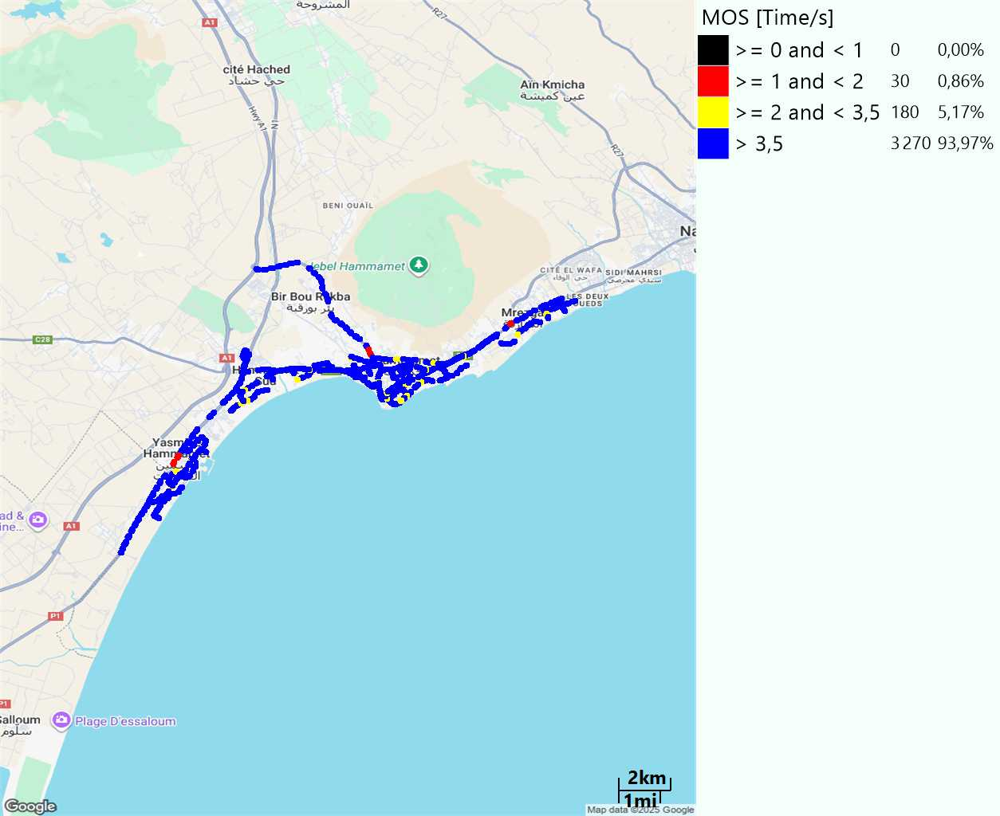 المشروحة
R27
A1
cité Hached
حي حشاد
Aïn Kmicha
عين كميشة
Hwy A1
N1
R27
BENI OUAÏL
Jebel Hammamet
CITÉ EL WAFA
حي الوفاء
SIDI MAHRSI
سيدي محرصي
Bir Bou Rekba
بئر بورقبة
LES DEUX
OUEDS
C28
A1
Yasmine
Hammamet
A1
P1
P1
Plage D'essaloum
Salloum
سلّوم
Google
2km
1mi
Map data ©2025 Google
MOS [Time/s]
>= 0 and < 1 0 0,00%
>= 1 and < 2 30 0,86%
>= 2 and < 3,5 180 5,17%
> 3,5 3 270 93,97%